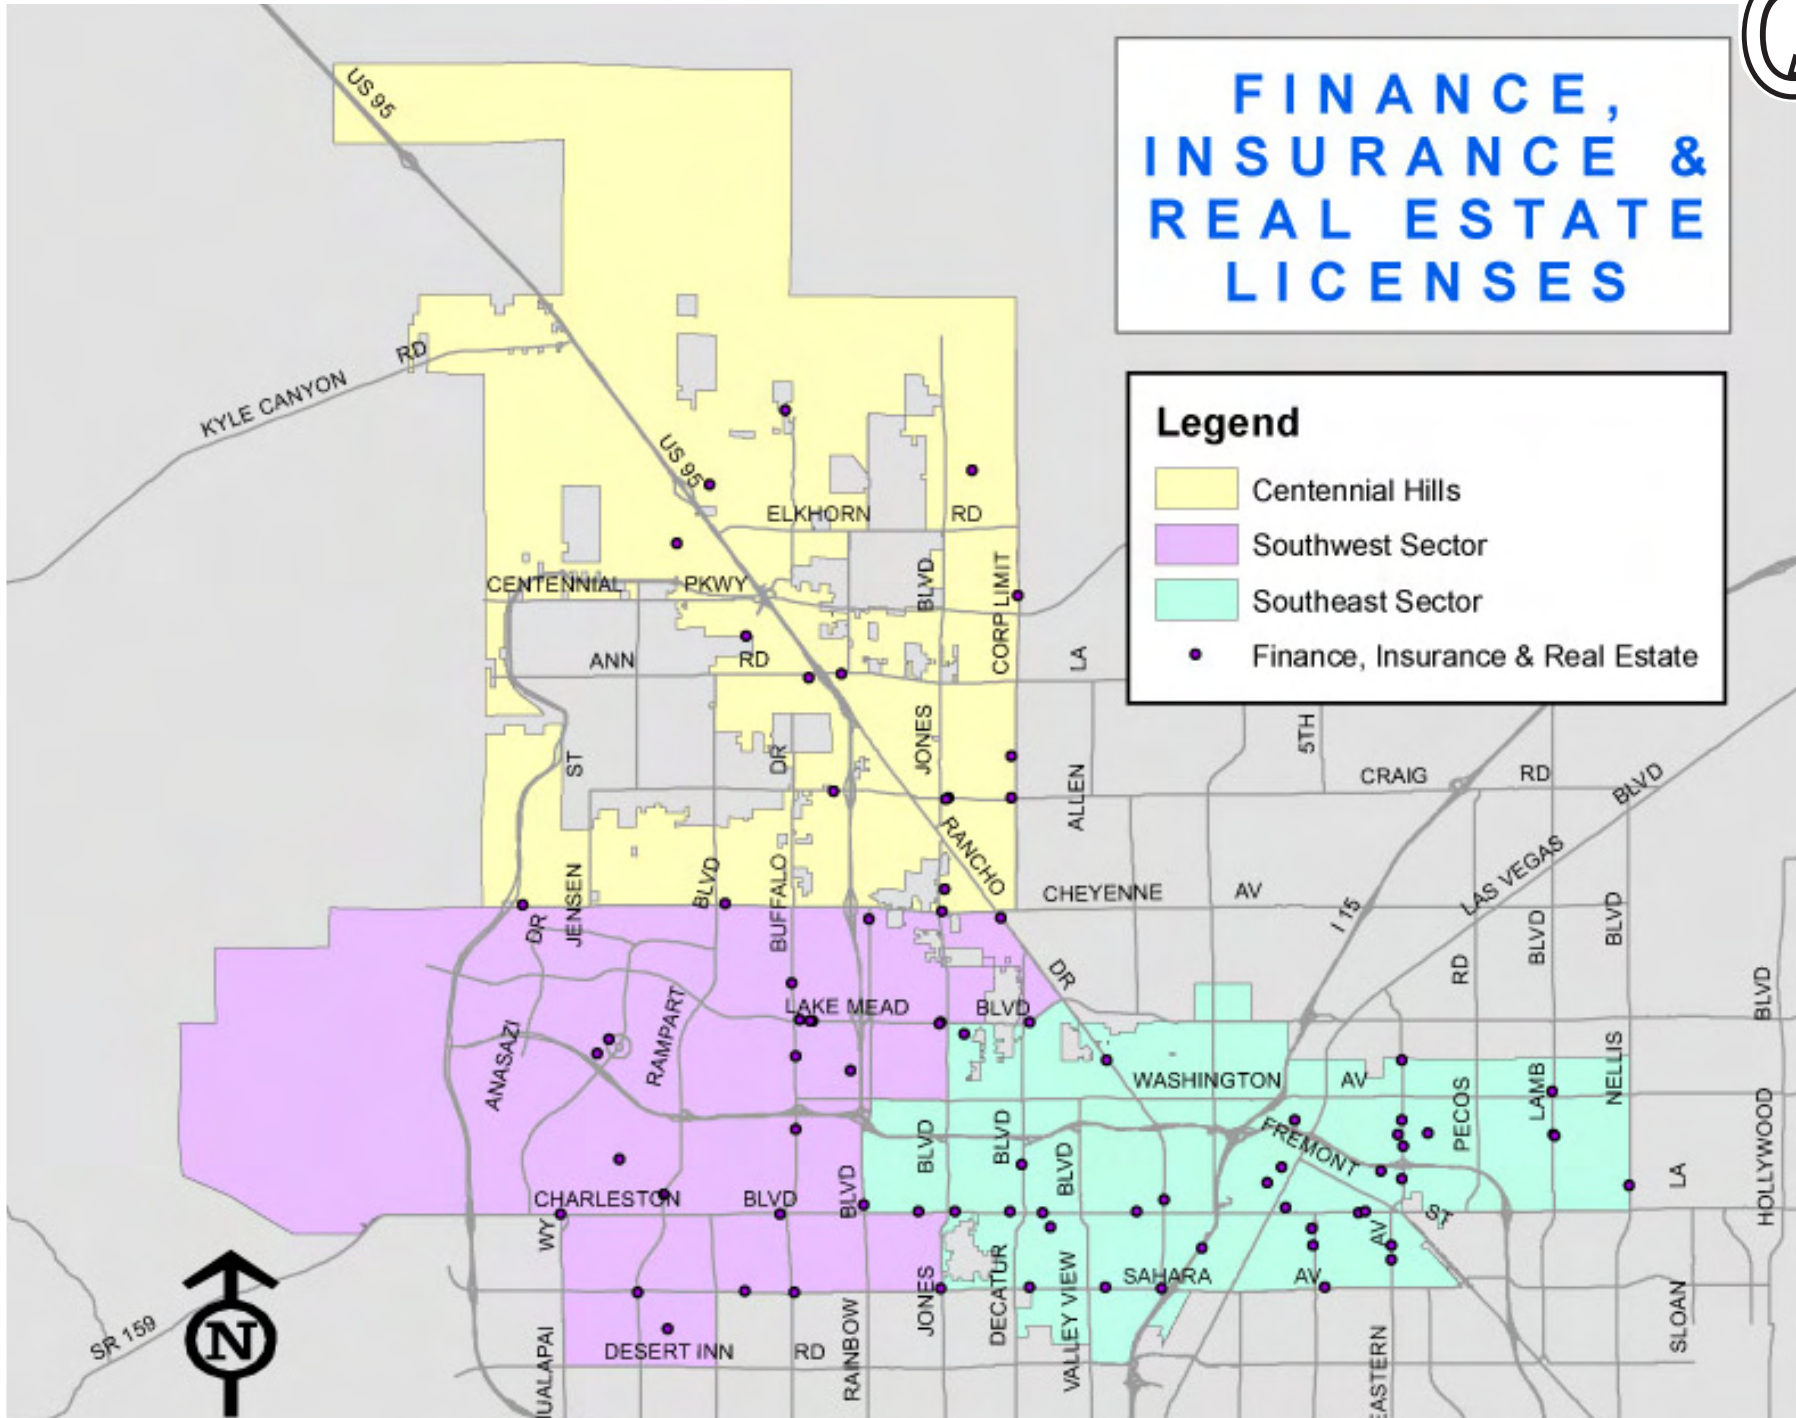 FINANCE,
INSURANCE &
REAL ESTATE
LICENSES
Legend
Centennial Hills
Southwest Sector
Southeast Sector
Finance, Insurance & Real Estate
US 95
KYLE CANYON
RD
US 95
ELKHORN
RD
CENTENNIAL
PKWY
BLVD
CORP LIMIT
ANN
RD
LA
JONES
ST
DR
5TH
ALLEN
CRAIG
RD
BLVD
RANCHO
JENSEN
BLVD
BUFFALO
CHEYENNE
AV
LAS VEGAS
I 15
DR
RD
BLVD
BLVD
DR
BLVD
LAKE MEAD
BLVD
ANASAZI
RAMPART
WASHINGTON
AV
PECOS
LAMB
NELLIS
HOLLYWOOD
FREMONT
BLVD
BLVD
BLVD
BLVD
CHARLESTON
BLVD
LA
ST
AV
WY
SAHARA
AV
JONES
DECATUR
VALLEY VIEW
SLOAN
SR 159
N
DESERT INN
RD
RAINBOW
EASTERN
UALAPAI